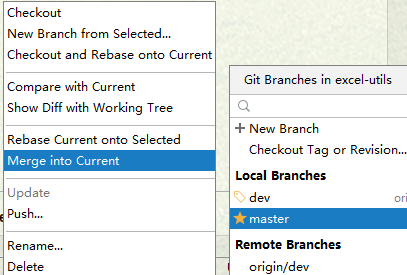 Checkout
New Branch from Selected...
Checkout and Rebase onto Current
Compare with Current
Show Diff with Working Tree
Rebase Current onto Selected
Merge into Current
Update
Push...
Rename...
Delete
Git Branches in excel-utils
New Branch
Checkout Tag or Revision...
Local Branches
dev
master
Remote Branches
origin/dev